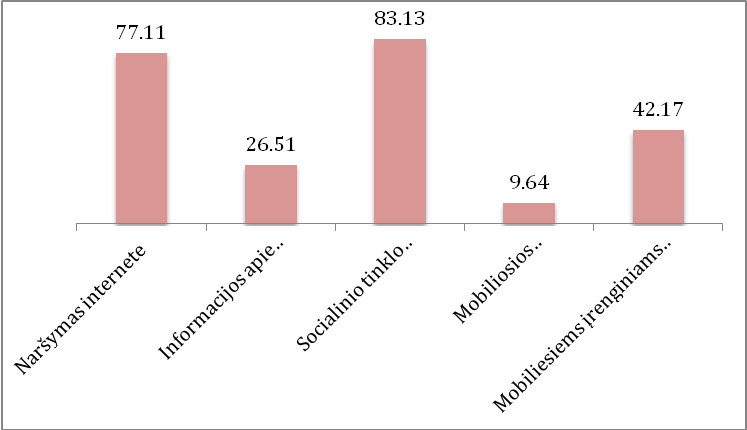 77.11
26.51
83.13
9.64
42.17
Naršymas internete
Informacijos apie..
Socialinio tinklo..
Mobiliosios..
Mobiliesiems įrenginiams..